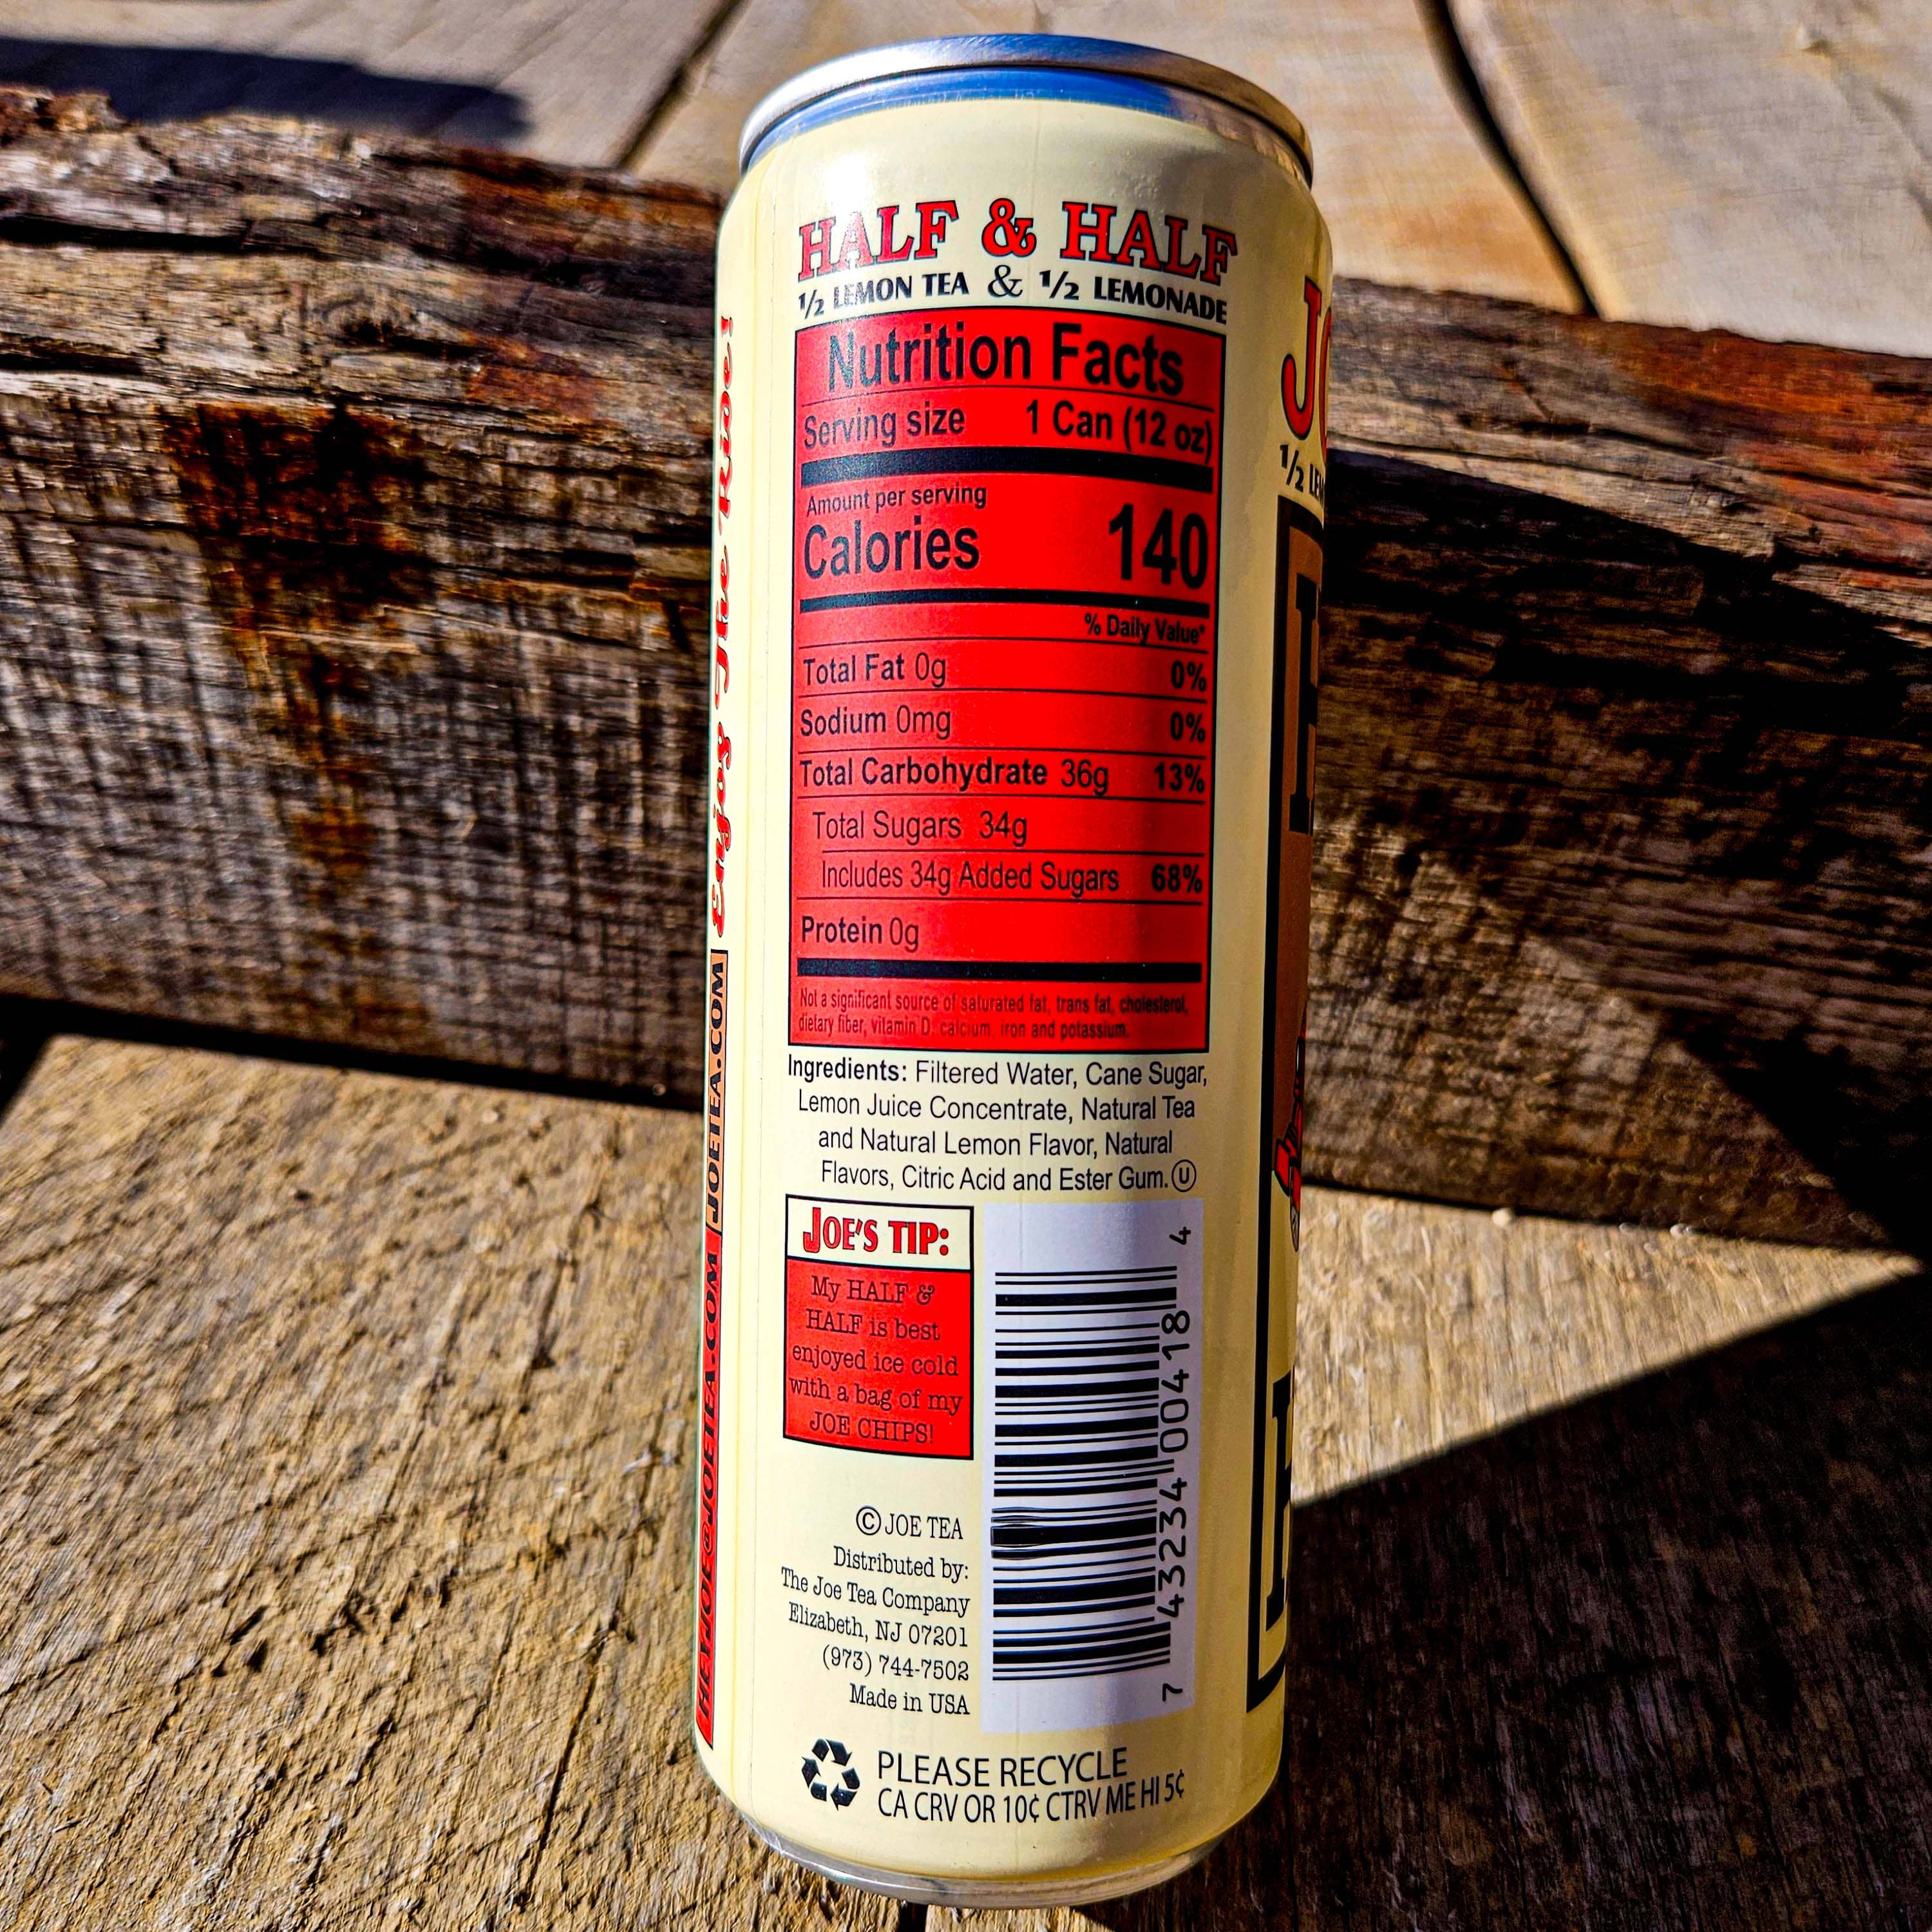 HALF & HALF
1/2 LEMON TEA & 1/2 LEMONADE
Nutrition Facts
Serving size 1 Can (12 oz)
Amount per serving
Calories 140
% Daily Value*
Total Fat 0g 0%
Sodium 0mg 0%
Total Carbohydrate 36g 13%
Total Sugars 34g
Includes 34g Added Sugars 68%
Protein 0g
Not a significant source of saturated fat, trans fat, cholesterol,
dietary fiber, vitamin D, calcium, iron and potassium.
Ingredients: Filtered Water, Cane Sugar,
Lemon Juice Concentrate, Natural Tea
and Natural Lemon Flavor, Natural
Flavors, Citric Acid and Ester Gum. Ⓤ
JOE'S TIP:
My HALF &
HALF is best
enjoyed ice cold
with a bag of my
JOE CHIPS!
7 43234 00418 4
© JOE TEA
Distributed by:
The Joe Tea Company
Elizabeth, NJ 07201
(973) 744-7502
Made in USA
PLEASE RECYCLE
CA CRV OR 10¢ CTRV ME HI 5¢
HEYJOE@JOETEA.COM JOETEA.COM Enjoy The Ride!
1/2